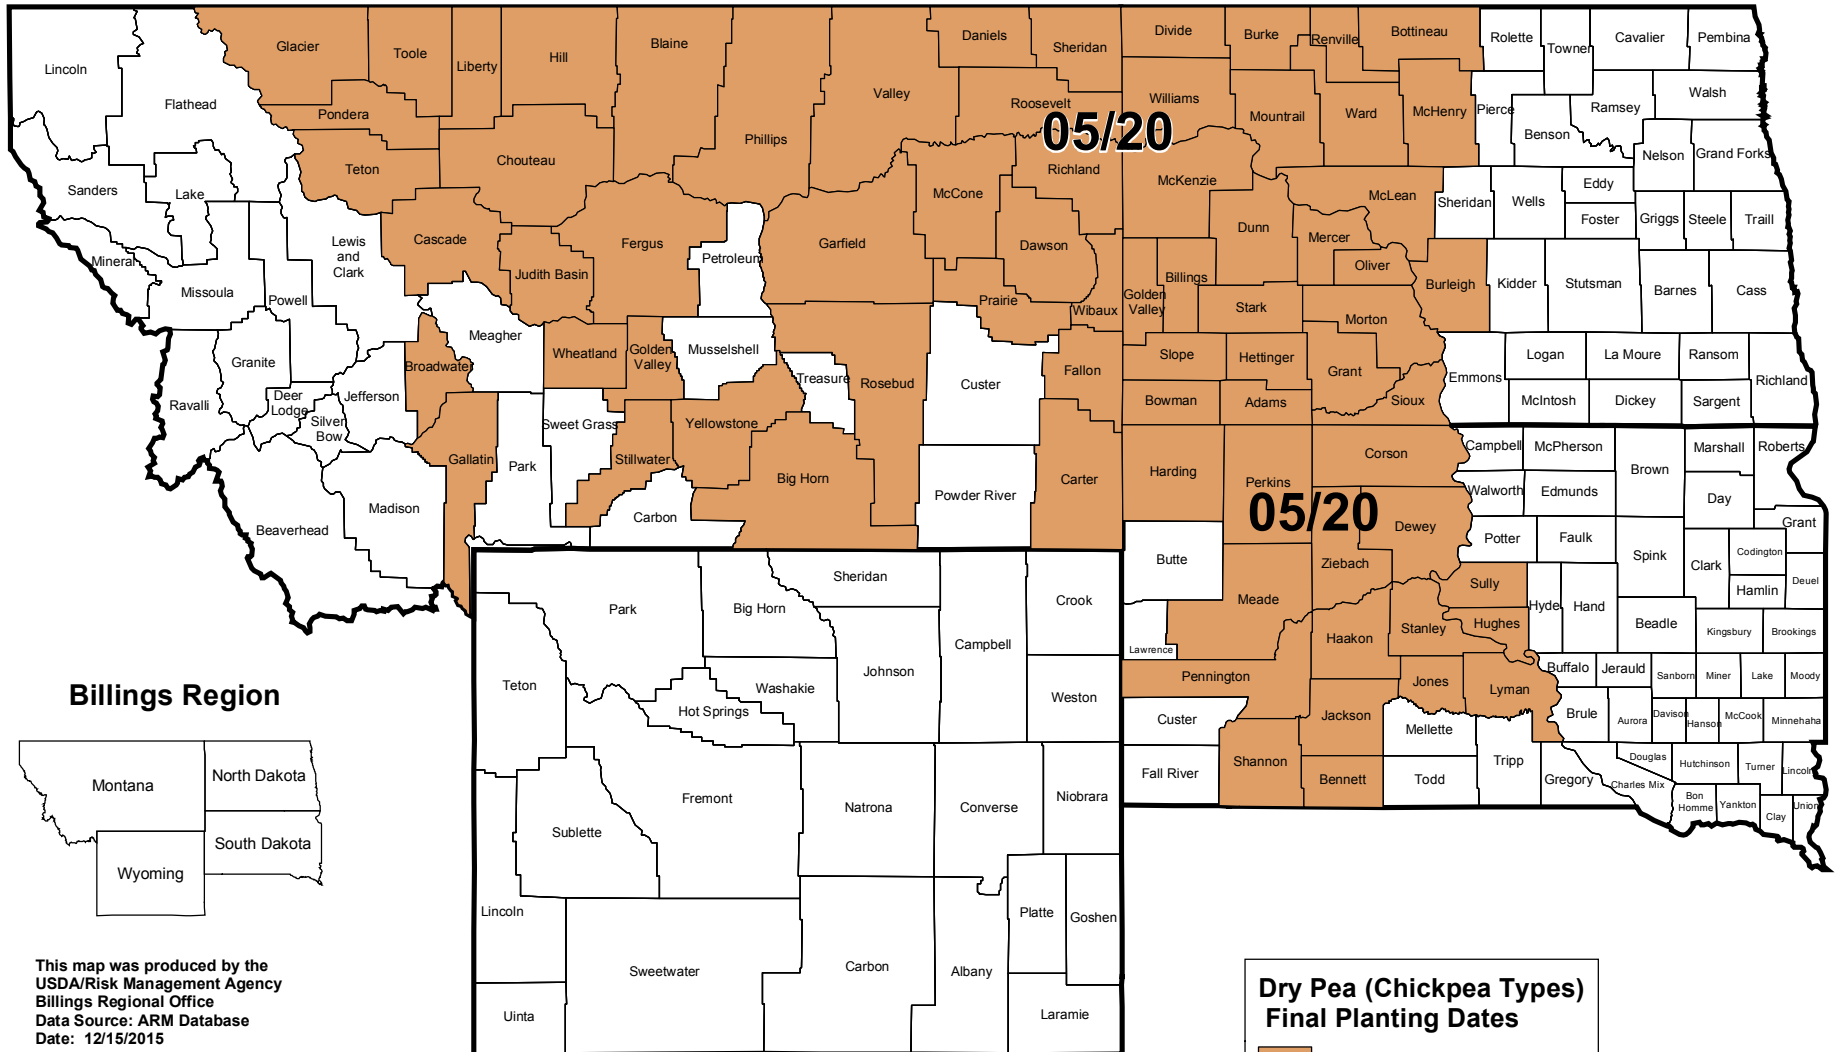 Glacier
Toole
Liberty
Hill
Blaine
Daniels
Sheridan
Divide
Burke
Renville
Bottineau
Rolette
Towner
Cavalier
Pembina
Lincoln
Flathead
Pondera
Phillips
Valley
Roosevelt
Williams
Mountrail
Ward
McHenry
Pierce
Benson
Ramsey
Walsh
05/20
Nelson
Grand Forks
Sanders
Lake
Teton
Chouteau
McCone
Richland
McKenzie
McLean
Sheridan
Wells
Eddy
Foster
Griggs
Steele
Traill
Mineral
Missoula
Powell
Lewis
and
Clark
Cascade
Judith Basin
Fergus
Petroleum
Garfield
Dawson
Prairie
Wibaux
Golden
Valley
Billings
Dunn
Mercer
Oliver
Burleigh
Kidder
Stutsman
Barnes
Cass
Stark
Morton
Granite
Ravalli
Deer
Lodge
Silver
Bow
Jefferson
Broadwater
Meagher
Wheatland
Golden
Valley
Musselshell
Treasure
Rosebud
Custer
Fallon
Slope
Hettinger
Grant
Sioux
Bowman
Adams
Emmons
Logan
La Moure
Ransom
Richland
McIntosh
Dickey
Sargent
Beaverhead
Madison
Gallatin
Park
Sweet Grass
Stillwater
Yellowstone
Carbon
Big Horn
Powder River
Carter
Harding
Perkins
Corson
Campbell
McPherson
Brown
Marshall
Roberts
Walworth
Edmunds
Day
05/20
Dewey
Ziebach
Potter
Faulk
Spink
Clark
Codington
Grant
Hamlin
Deuel
Butte
Meade
Sully
Hyde
Hand
Beadle
Kingsbury
Brookings
Lawrence
Haakon
Stanley
Hughes
Pennington
Jones
Lyman
Buffalo
Jerauld
Sanborn
Miner
Lake
Moody
Custer
Jackson
Mellette
Brule
Aurora
Davison
Hanson
McCook
Minnehaha
Fall River
Shannon
Bennett
Todd
Tripp
Gregory
Douglas
Charles Mix
Hutchinson
Turner
Lincoln
Bon
Homme
Yankton
Clay
Union
Park
Big Horn
Sheridan
Campbell
Crook
Teton
Washakie
Hot Springs
Johnson
Weston
Fremont
Sublette
Natrona
Converse
Niobrara
Lincoln
Sweetwater
Carbon
Albany
Platte
Goshen
Uinta
Laramie
Billings Region
Montana
North Dakota
South Dakota
Wyoming
This map was produced by the
USDA/Risk Management Agency
Billings Regional Office
Data Source: ARM Database
Date: 12/15/2015
Dry Pea (Chickpea Types)
Final Planting Dates